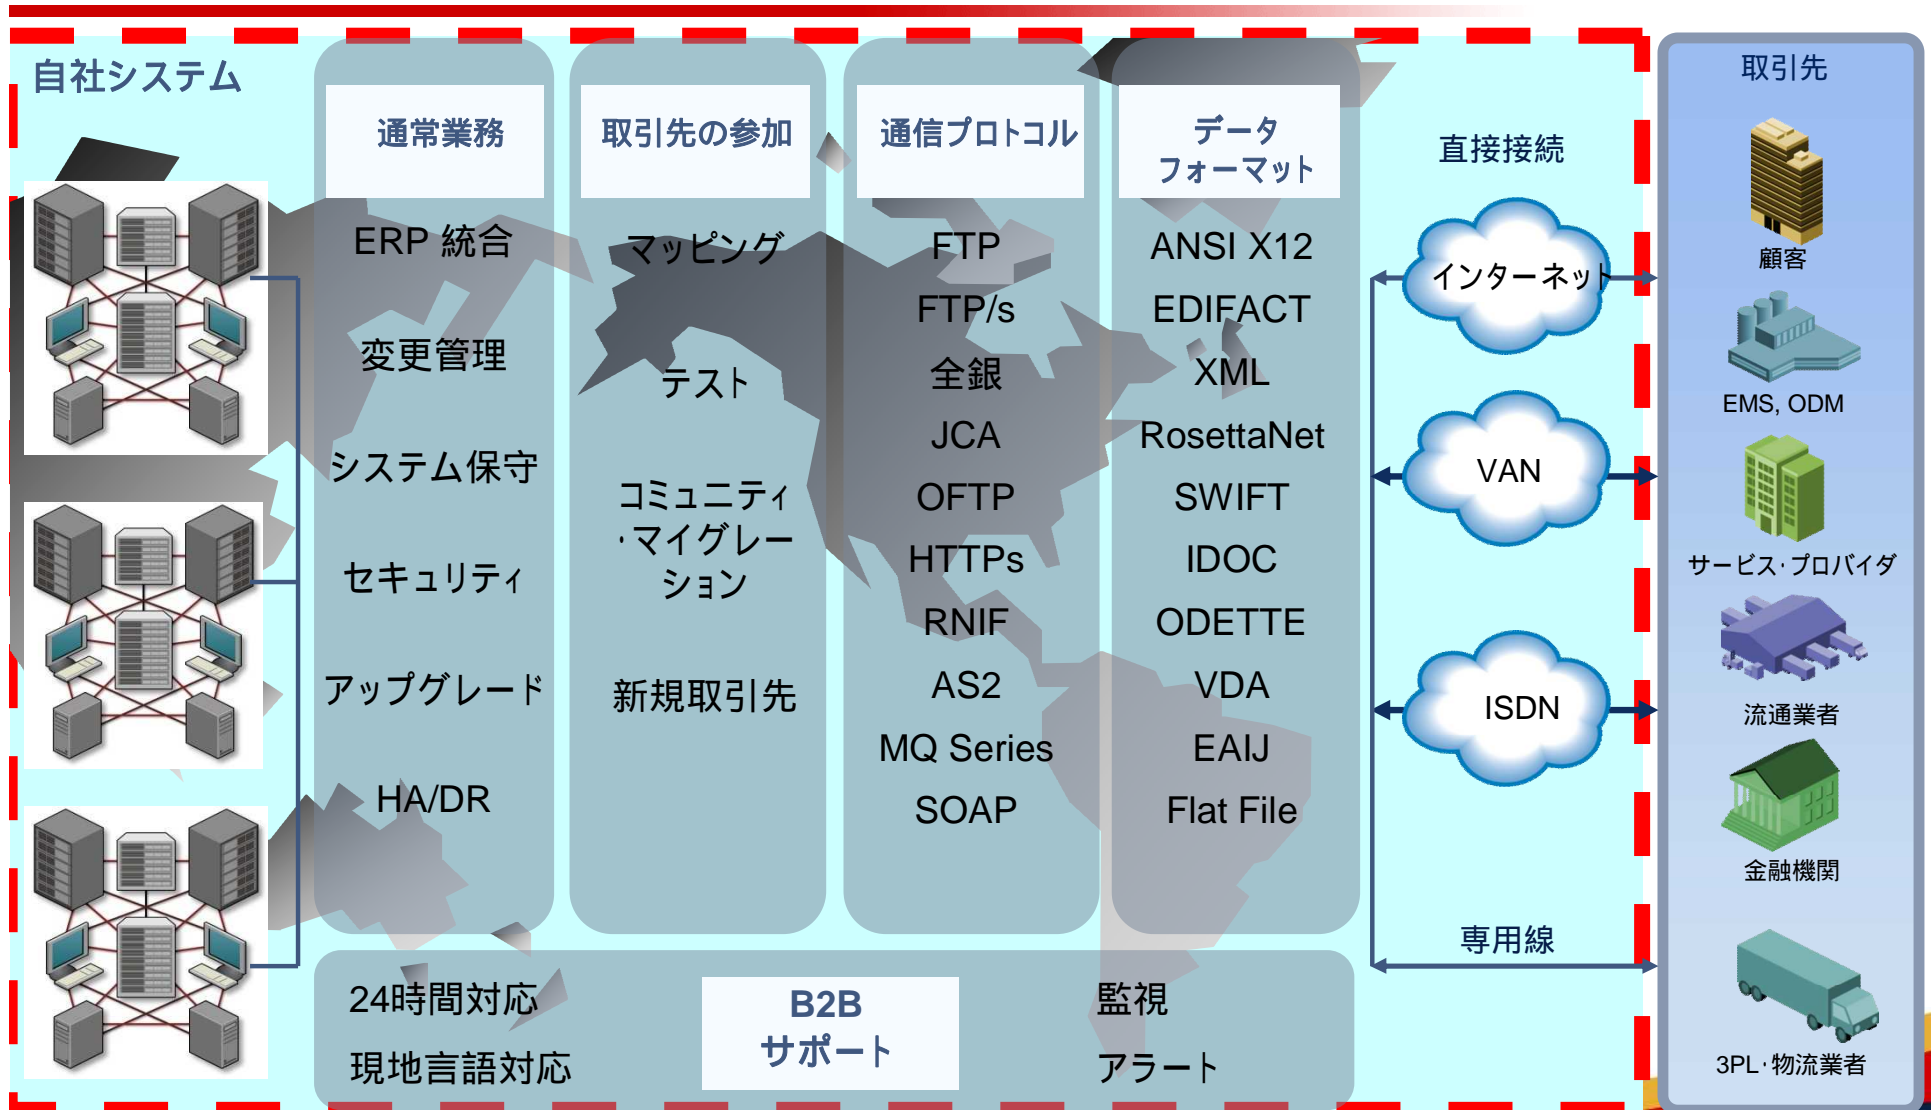 自社システム
通常業務
ERP 統合
変更管理
システム保守
セキュリティ
アップグレード
HA/DR
取引先の参加
マッピング
テスト
コミュニティ
・マイグレー
ション
新規取引先
通信プロトコル
FTP
FTP/s
全銀
JCA
OFTP
HTTPs
RNIF
AS2
MQ Series
SOAP
データ
フォーマット
ANSI X12
EDIFACT
XML
RosettaNet
SWIFT
IDOC
ODETTE
VDA
EAIJ
Flat File
直接接続
インターネット
VAN
ISDN
専用線
取引先
顧客
EMS, ODM
サービス・プロバイダ
流通業者
金融機関
3PL・物流業者
24時間対応
現地言語対応
B2B
サポート
監視
アラート